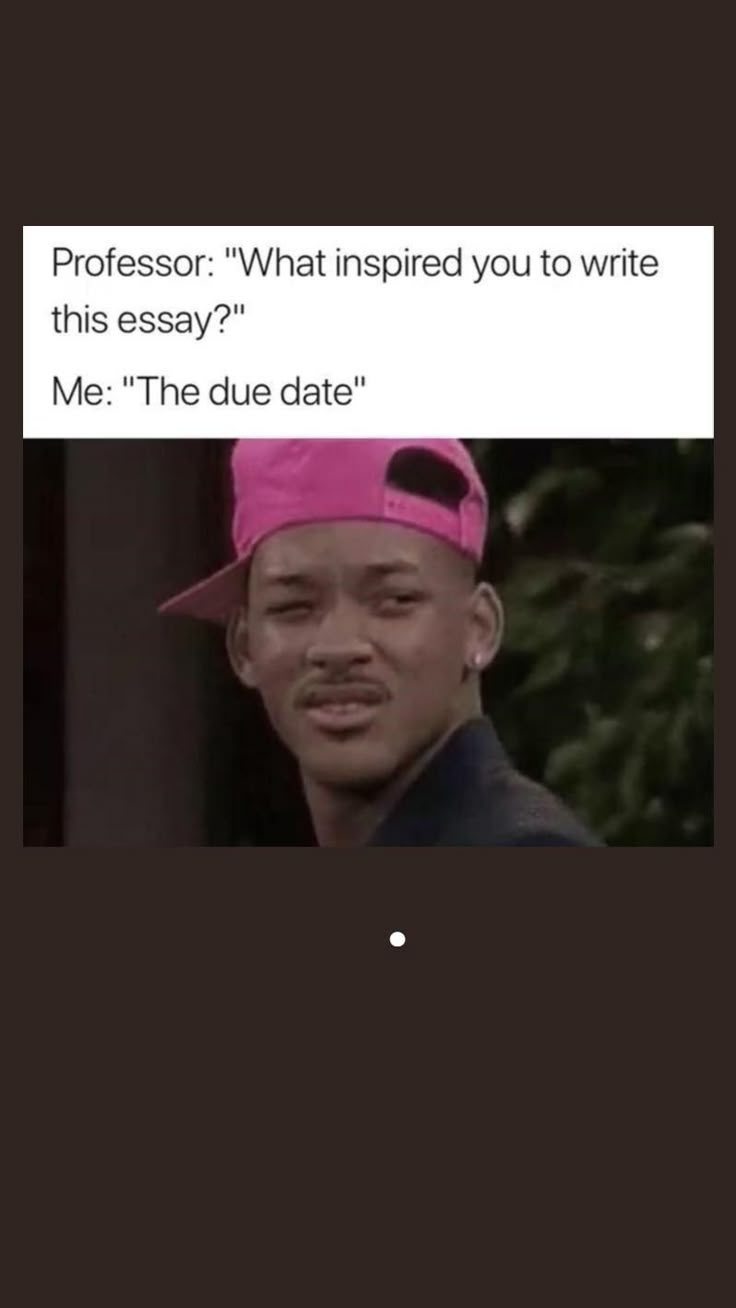 Professor: "What inspired you to write
this essay?"
Me: "The due date"